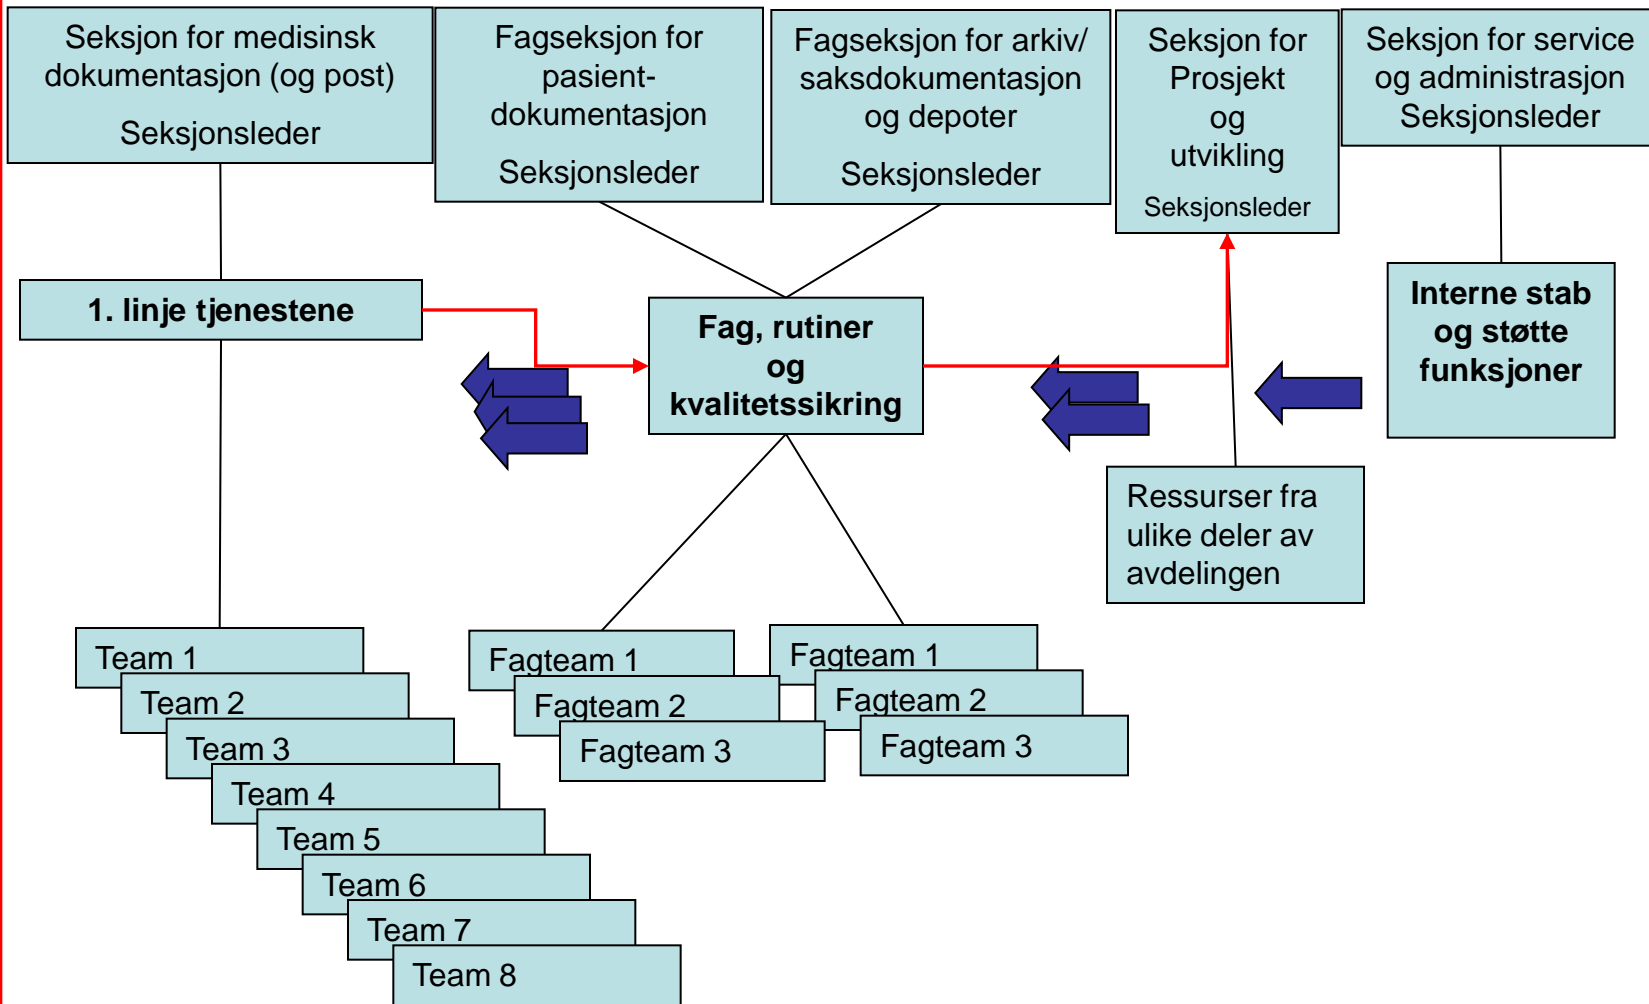 Seksjon for medisinsk
dokumentasjon (og post)
Seksjonsleder
Fagseksjon for
pasient-
dokumentasjon
Seksjonsleder
Fagseksjon for arkiv/
saksdokumentasjon
og depoter
Seksjonsleder
Seksjon for
Prosjekt
og
utvikling
Seksjonsleder
Seksjon for service
og administrasjon
Seksjonsleder
1. linje tjenestene
Fag, rutiner
og
kvalitetssikring
Interne stab
og støtte
funksjoner
Ressurser fra
ulike deler av
avdelingen
Team 1
Team 2
Team 3
Team 4
Team 5
Team 6
Team 7
Team 8
Fagteam 1
Fagteam 2
Fagteam 3
Fagteam 1
Fagteam 2
Fagteam 3